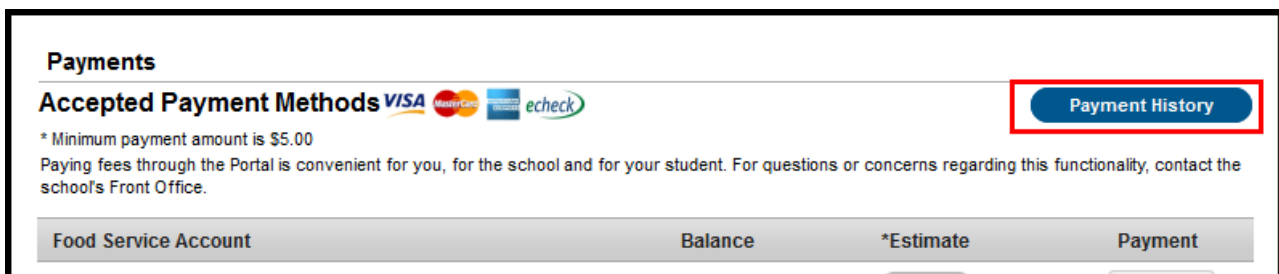 Payments
Accepted Payment Methods VISA MasterCard echeck
Payment History
* Minimum payment amount is $5.00
Paying fees through the Portal is convenient for you, for the school and for your student. For questions or concerns regarding this functionality, contact the
school's Front Office.
Food Service Account Balance *Estimate Payment